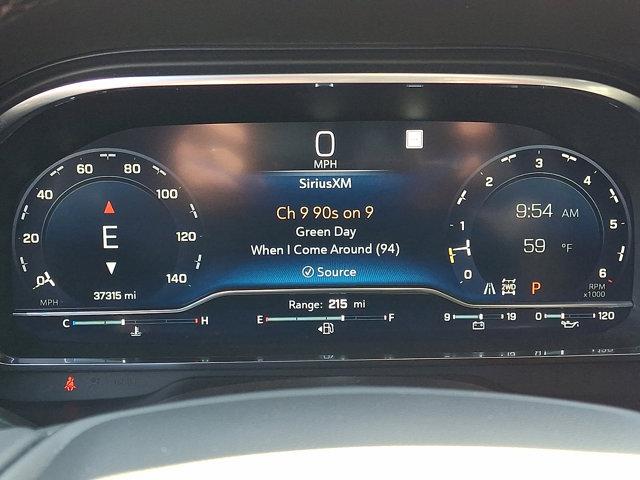 0
MPH
SiriusXM
Ch 9 90s on 9
Green Day
When I Come Around (94)
Source
20
40
60
80
100
120
140
MPH
E
37315 mi
0
1
2
3
4
5
6
RPM
x1000
9:54 AM
59 °F
2WD
P
Range: 215 mi
C H
E F
9 19
0 120